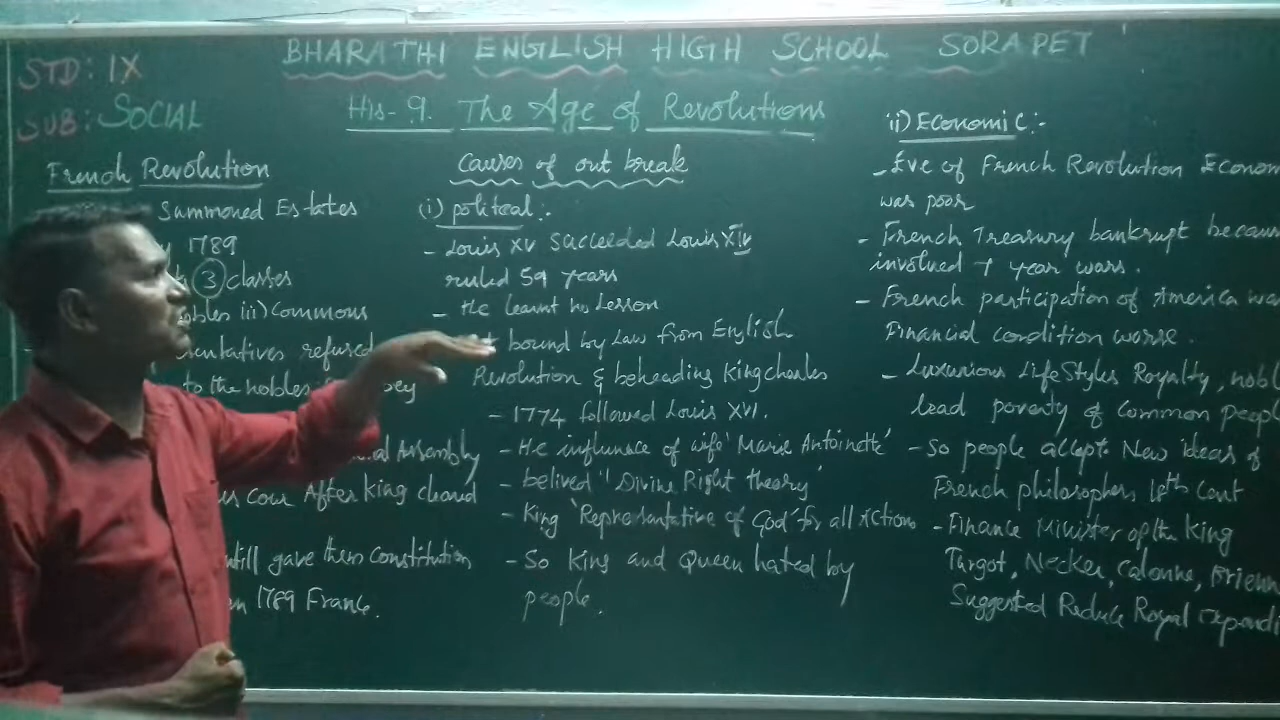 BHARATHI ENGLISH HIGH SCHOOL SORAPET
STD: IX
SUB: SOCIAL
His-9. The Age of Revolutions
French Revolution
Summoned Estates
1789
3 classes
iii) Commons
refused
to the nobles
Assembly
After King
gave them Constitution
1789 France.
Causes of out break
(i) political:-
- Louis XV Succeeded Louis XIV
ruled 59 years
- He learnt no Lesson
bound by Law from English
Revolution & beheading King charles
- 1774 followed Louis XVI.
- He influnace of wife 'Marie Antoinette'
- belived "Divine Right theory"
- King 'Representative of God' for all Actions
- So King and Queen hated by
people.
ii) ECONOMIC:-
- Eve of French Revolution Econom
was poor
- French Treasury bankrupt becaus
involved 7 year wars.
- French participation of America wa
Financial condition worse.
- Luxurious Life Styles Royalty, nobl
lead poverty of Common peopl
- So people accept New ideas of
French philosophers 18th Cent
- Finance Minister of the King
Turgot, Necker, Calonne, Brienn
Suggested Reduce Royal Expendi